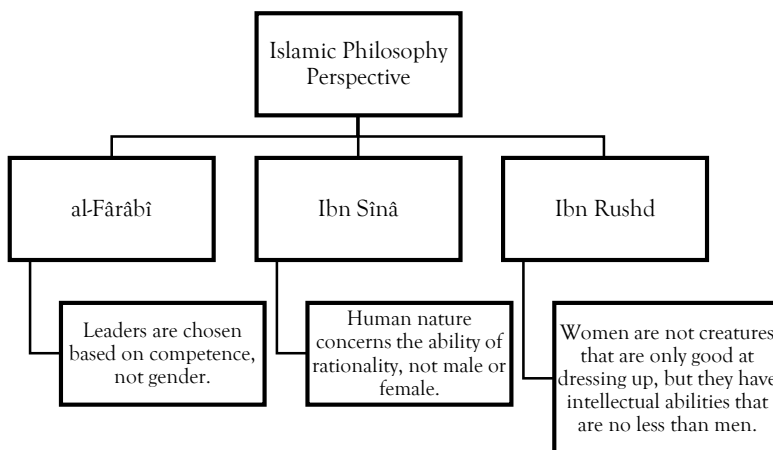 Islamic Philosophy
Perspective
al-Fârâbî
Ibn Sînâ
Ibn Rushd
Leaders are chosen
based on competence,
not gender.
Human nature
concerns the ability of
rationality, not male or
female.
Women are not creatures
that are only good at
dressing up, but they have
intellectual abilities that
are no less than men.